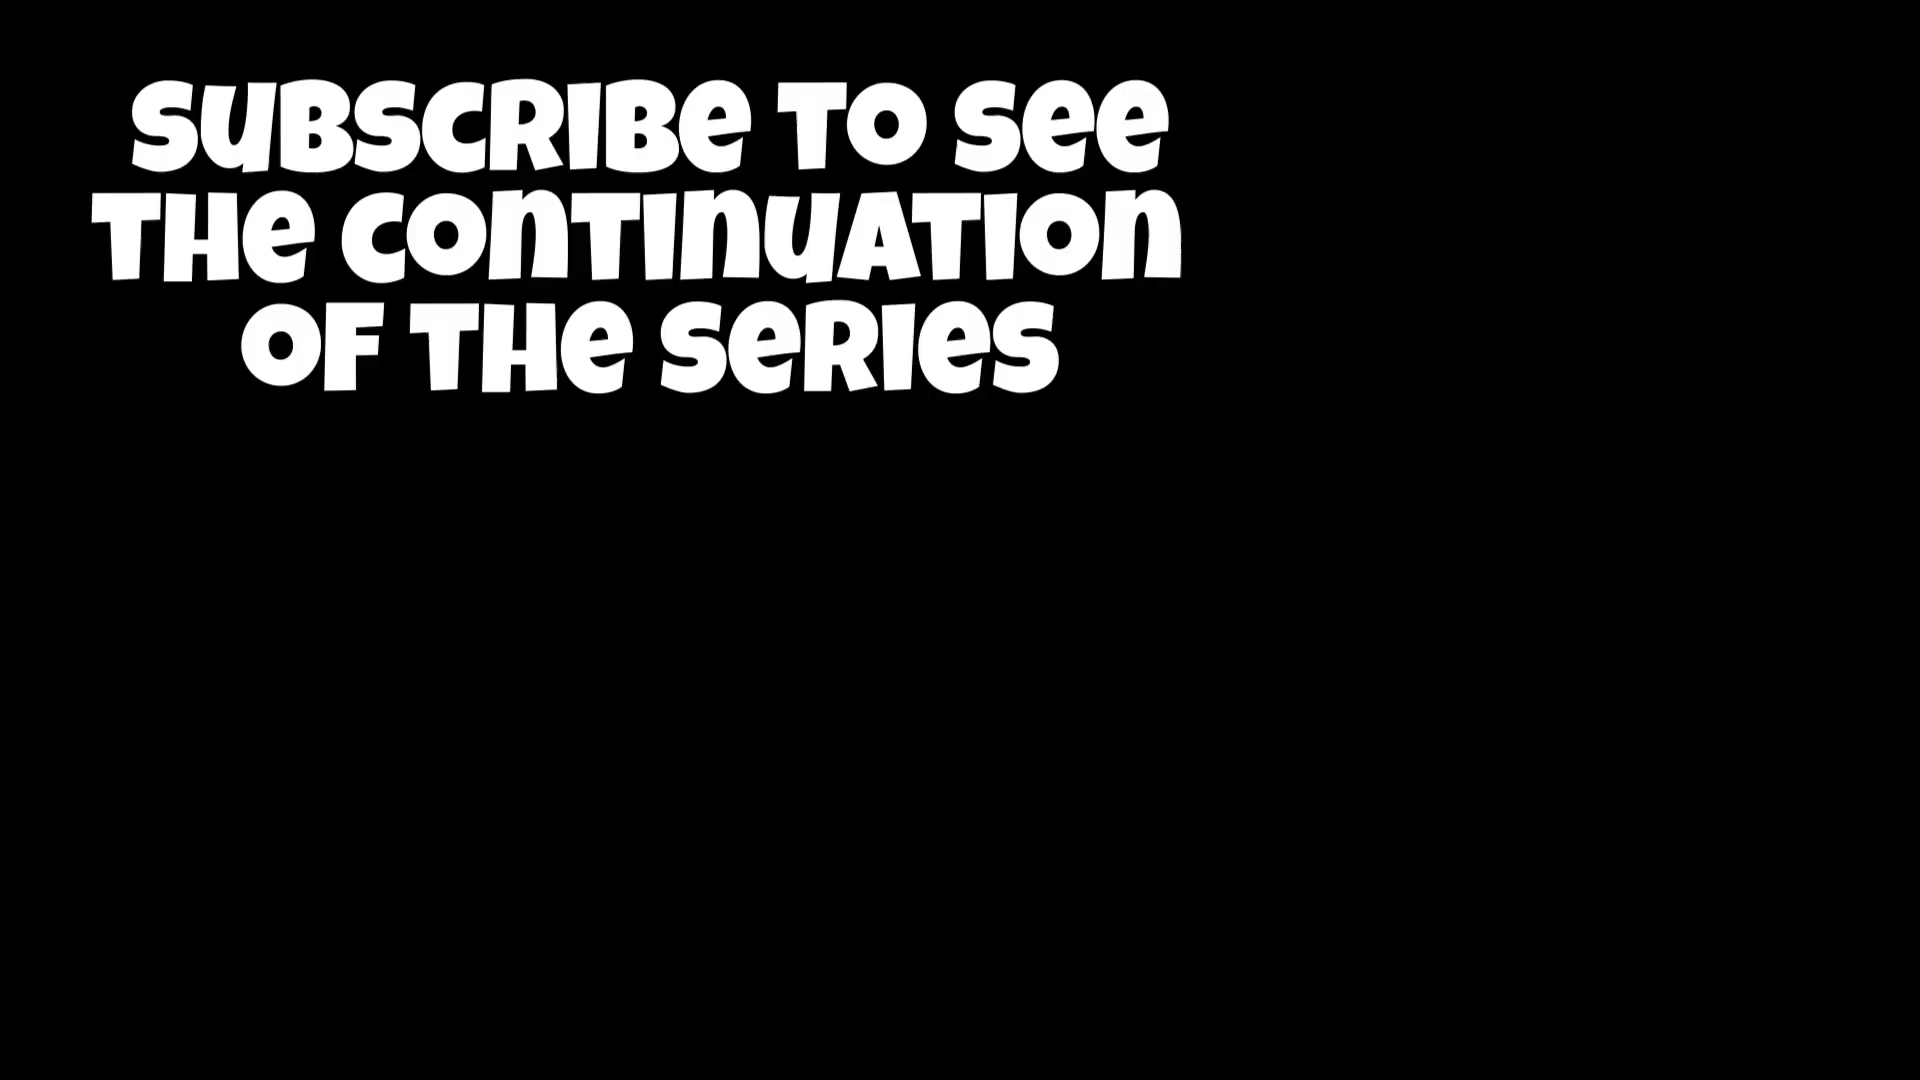 SUBSCRIBE TO SEE
THE CONTINUATION
OF THE SERIES